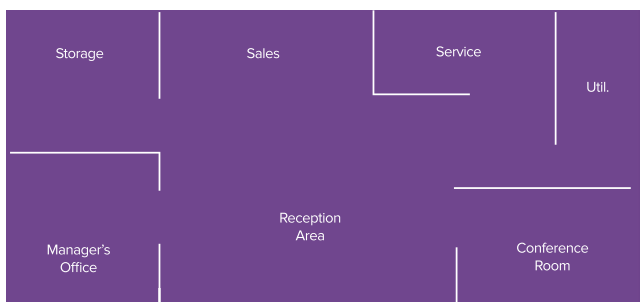 Storage
Sales
Service
Util.
Reception
Area
Manager's
Office
Conference
Room